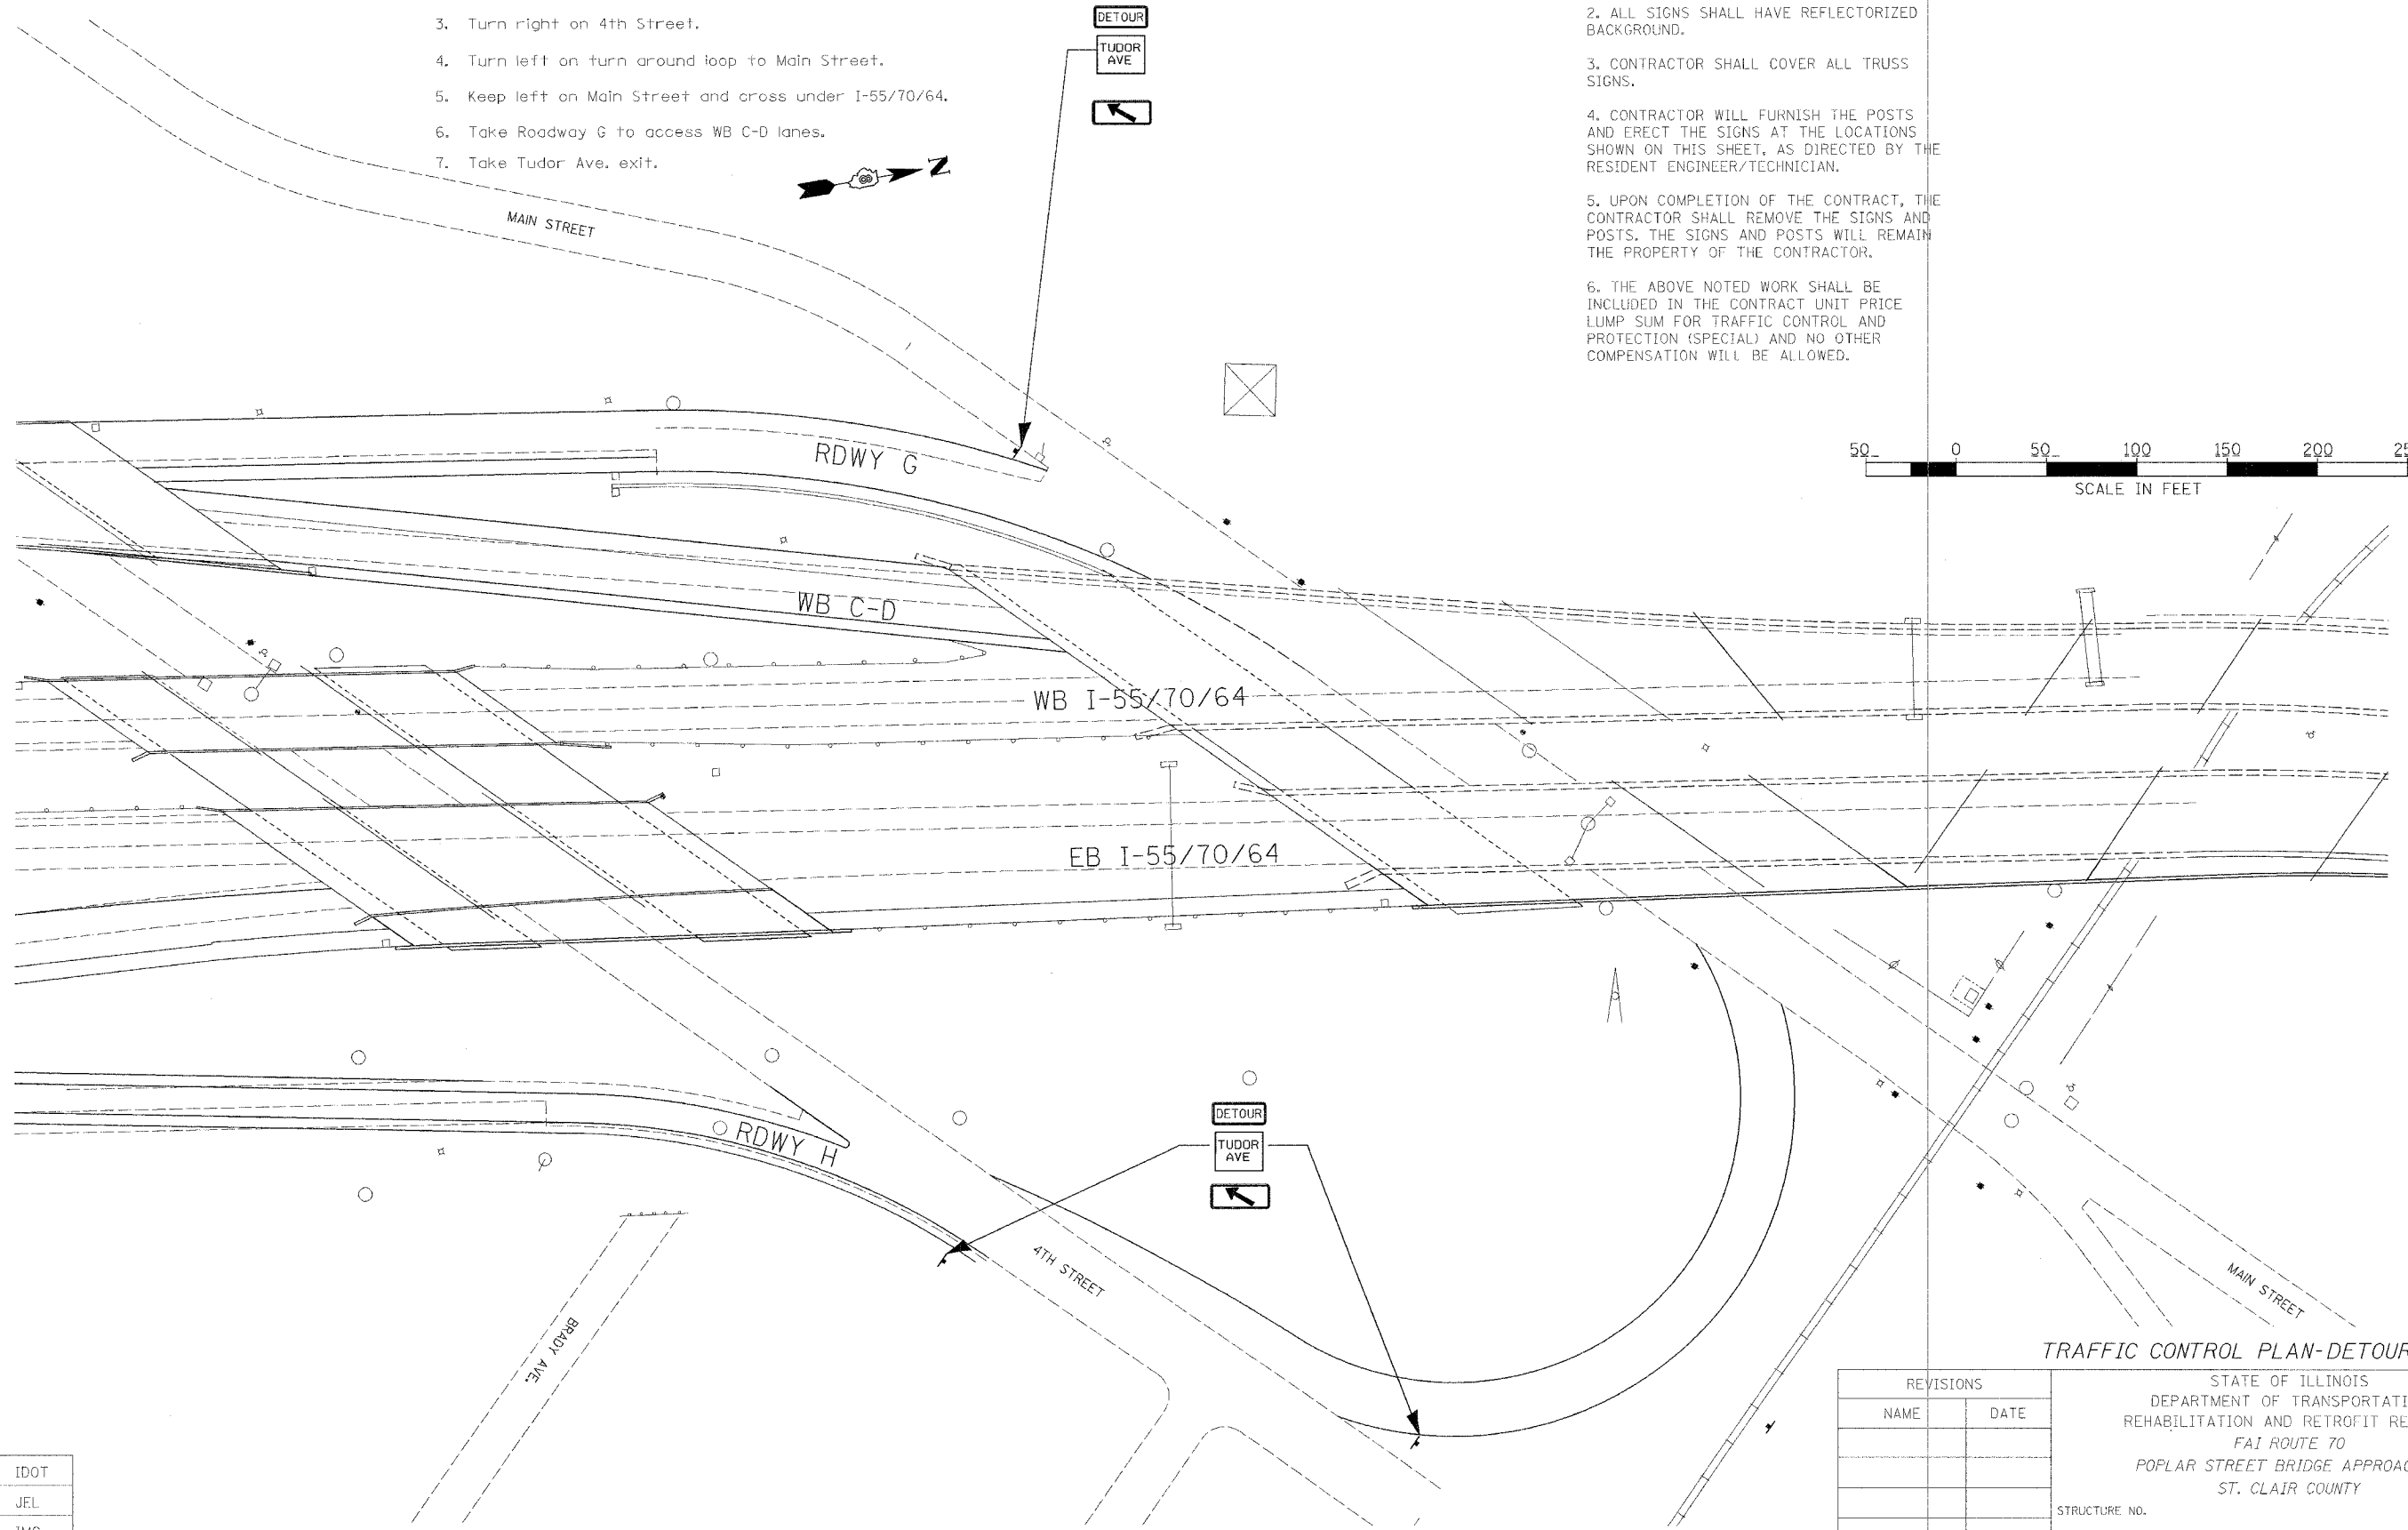 3. Turn right on 4th Street.
4. Turn left on turn around loop to Main Street.
5. Keep left on Main Street and cross under I-55/70/64.
6. Take Roadway G to access WB C-D lanes.
7. Take Tudor Ave. exit.
N
DETOUR
TUDOR
AVE
2. ALL SIGNS SHALL HAVE REFLECTORIZED
BACKGROUND.
3. CONTRACTOR SHALL COVER ALL TRUSS
SIGNS.
4. CONTRACTOR WILL FURNISH THE POSTS
AND ERECT THE SIGNS AT THE LOCATIONS
SHOWN ON THIS SHEET, AS DIRECTED BY THE
RESIDENT ENGINEER/TECHNICIAN.
5. UPON COMPLETION OF THE CONTRACT, THE
CONTRACTOR SHALL REMOVE THE SIGNS AND
POSTS. THE SIGNS AND POSTS WILL REMAIN
THE PROPERTY OF THE CONTRACTOR.
6. THE ABOVE NOTED WORK SHALL BE
INCLUDED IN THE CONTRACT UNIT PRICE
LUMP SUM FOR TRAFFIC CONTROL AND
PROTECTION (SPECIAL) AND NO OTHER
COMPENSATION WILL BE ALLOWED.
MAIN STREET
50 0 50 100 150 200
SCALE IN FEET
RDWY G
WB C-D
WB I-55/70/64
EB I-55/70/64
RDWY H
DETOUR
TUDOR
AVE
4TH STREET
BRADY AVE.
MAIN STREET
TRAFFIC CONTROL PLAN-DETOUR
REVISIONS
NAME DATE
STATE OF ILLINOIS
DEPARTMENT OF TRANSPORTATI
REHABILITATION AND RETROFIT RE
FAI ROUTE 70
POPLAR STREET BRIDGE APPROAC
ST. CLAIR COUNTY
STRUCTURE NO.
IDOT
JEL